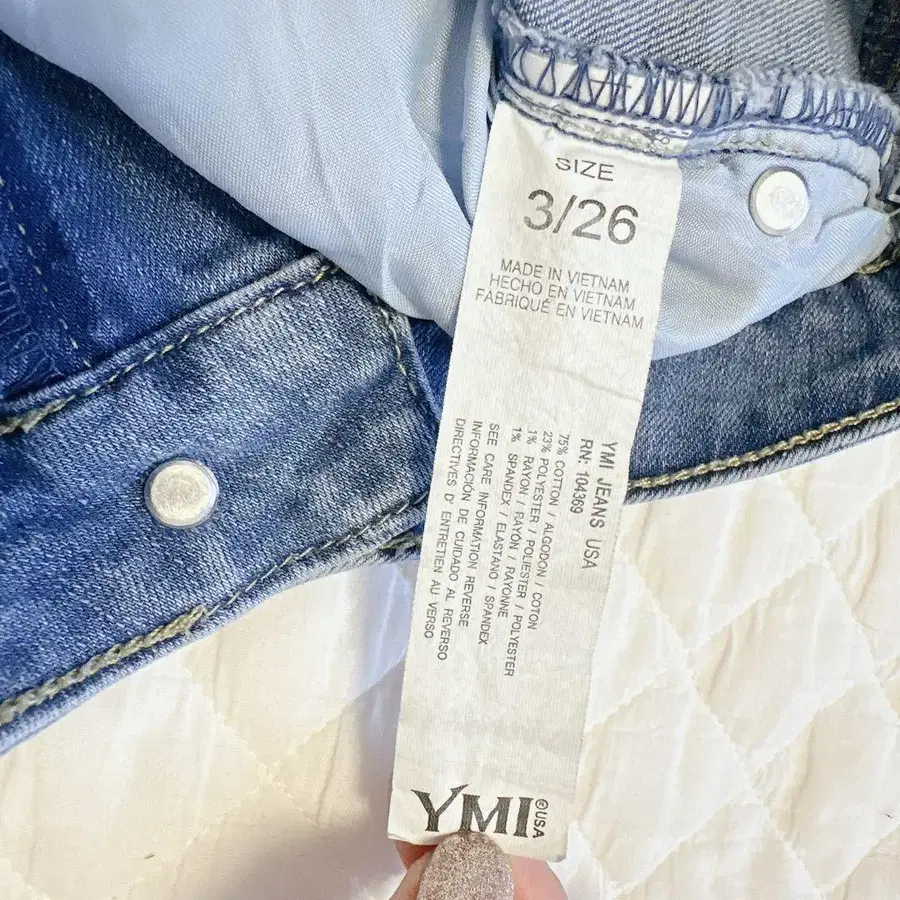 SIZE
3/26
MADE IN VIETNAM
HECHO EN VIETNAM
FABRIQUÉ EN VIETNAM
YMI JEANS USA
RN: 104369
75% COTTON / ALGODON / COTON
23% POLYESTER / POLIESTER / POLYESTER
1% RAYON / RAYÓN / RAYONNE
1% SPANDEX / ELASTANO / SPANDEX
SEE CARE INFORMATION REVERSE
INFORMACIÓN DE CUIDADO AL REVERSO
DIRECTIVES D' ENTRETIEN AU VERSO
YMI®USA